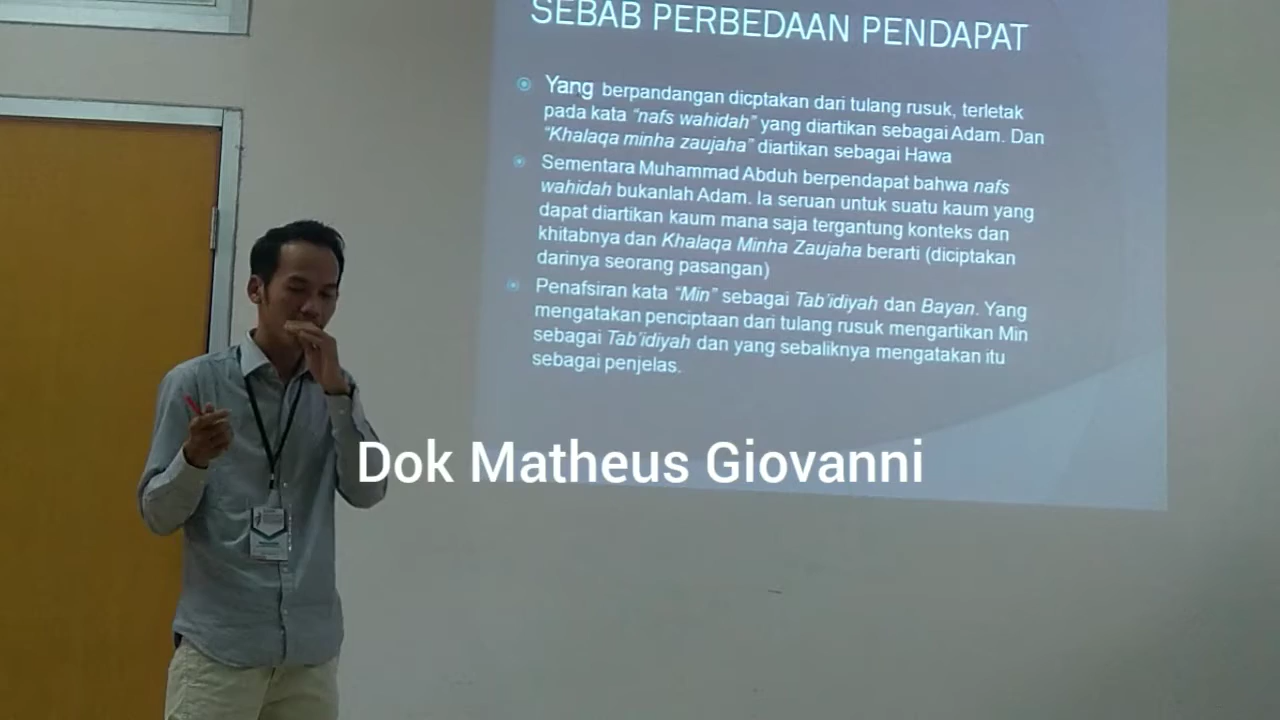 SEBAB PERBEDAAN PENDAPAT
Yang berpandangan dicptakan dari tulang rusuk, terletak
pada kata “nafs wahidah” yang diartikan sebagai Adam. Dan
“Khalaqa minha zaujaha” diartikan sebagai Hawa
Sementara Muhammad Abduh berpendapat bahwa nafs
wahidah bukanlah Adam. Ia seruan untuk suatu kaum yang
dapat diartikan kaum mana saja tergantung konteks dan
khitabnya dan Khalaqa Minha Zaujaha berarti (diciptakan
darinya seorang pasangan)
Penafsiran kata “Min” sebagai Tab’idiyah dan Bayan. Yang
mengatakan penciptaan dari tulang rusuk mengartikan Min
sebagai Tab’idiyah dan yang sebaliknya mengatakan itu
sebagai penjelas.
Dok Matheus Giovanni